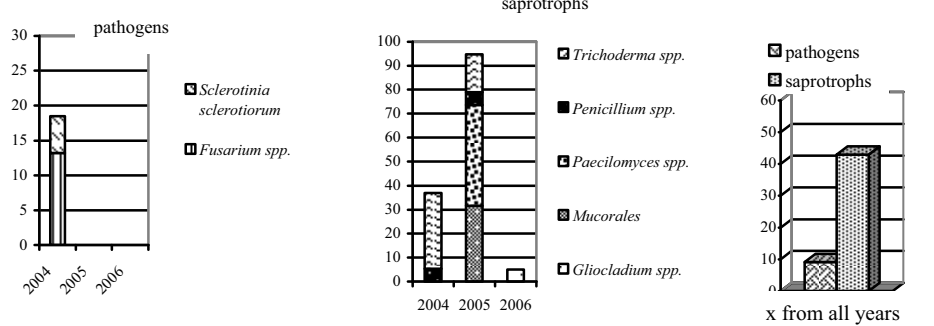 pathogens
30
25
20
15
10
5
0
2004
2005
2006
Sclerotinia
sclerotiorum
Fusarium spp.
saprotrophs
100
90
80
70
60
50
40
30
20
10
0
2004 2005 2006
Trichoderma spp.
Penicillium spp.
Paecilomyces spp.
Mucorales
Gliocladium spp.
pathogens
saprotrophs
60
50
40
30
20
10
0
x from all years